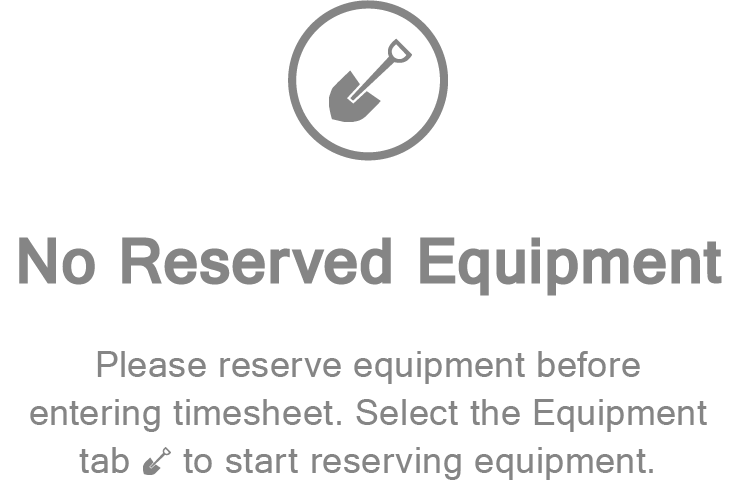 No Reserved Equipment
Please reserve equipment before
entering timesheet. Select the Equipment
tab to start reserving equipment.